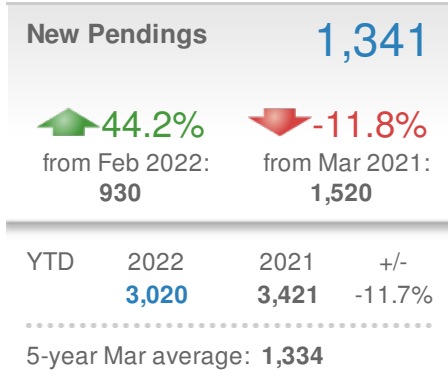 New Pendings 1,341
44.2% -11.8%
from Feb 2022: from Mar 2021:
930 1,520
YTD 2022 2021 +/-
3,020 3,421 -11.7%
5-year Mar average: 1,334